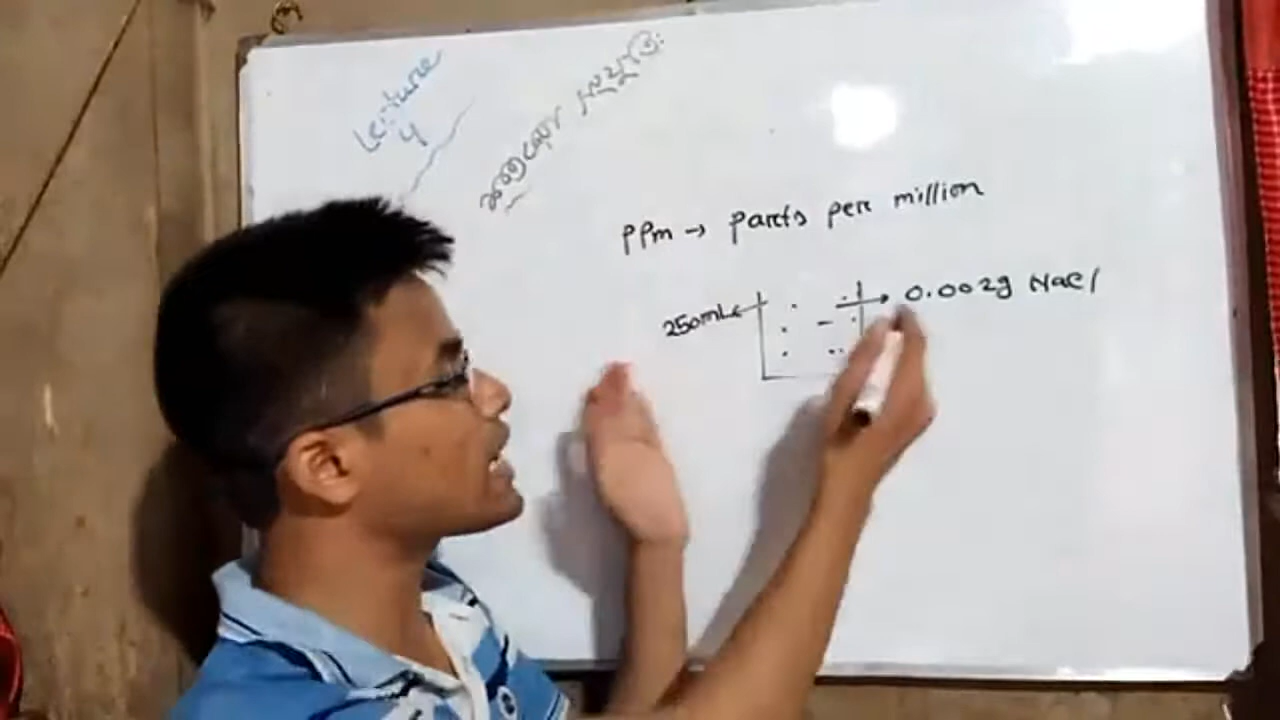 Lecture
4
PPm → parts per million
250mL
0.002g NaCl